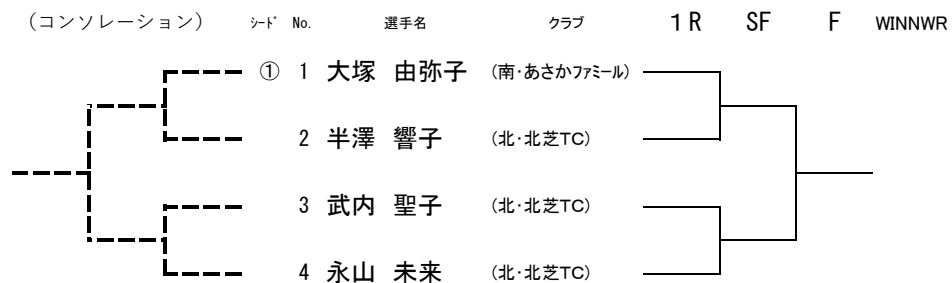 (コンソレーション) シード No. 選手名 クラブ 1R SF F WINNWR
① 1 大塚 由弥子 (南・あさかファミール)
2 半澤 響子 (北・北芝TC)
3 武内 聖子 (北・北芝TC)
4 永山 未来 (北・北芝TC)